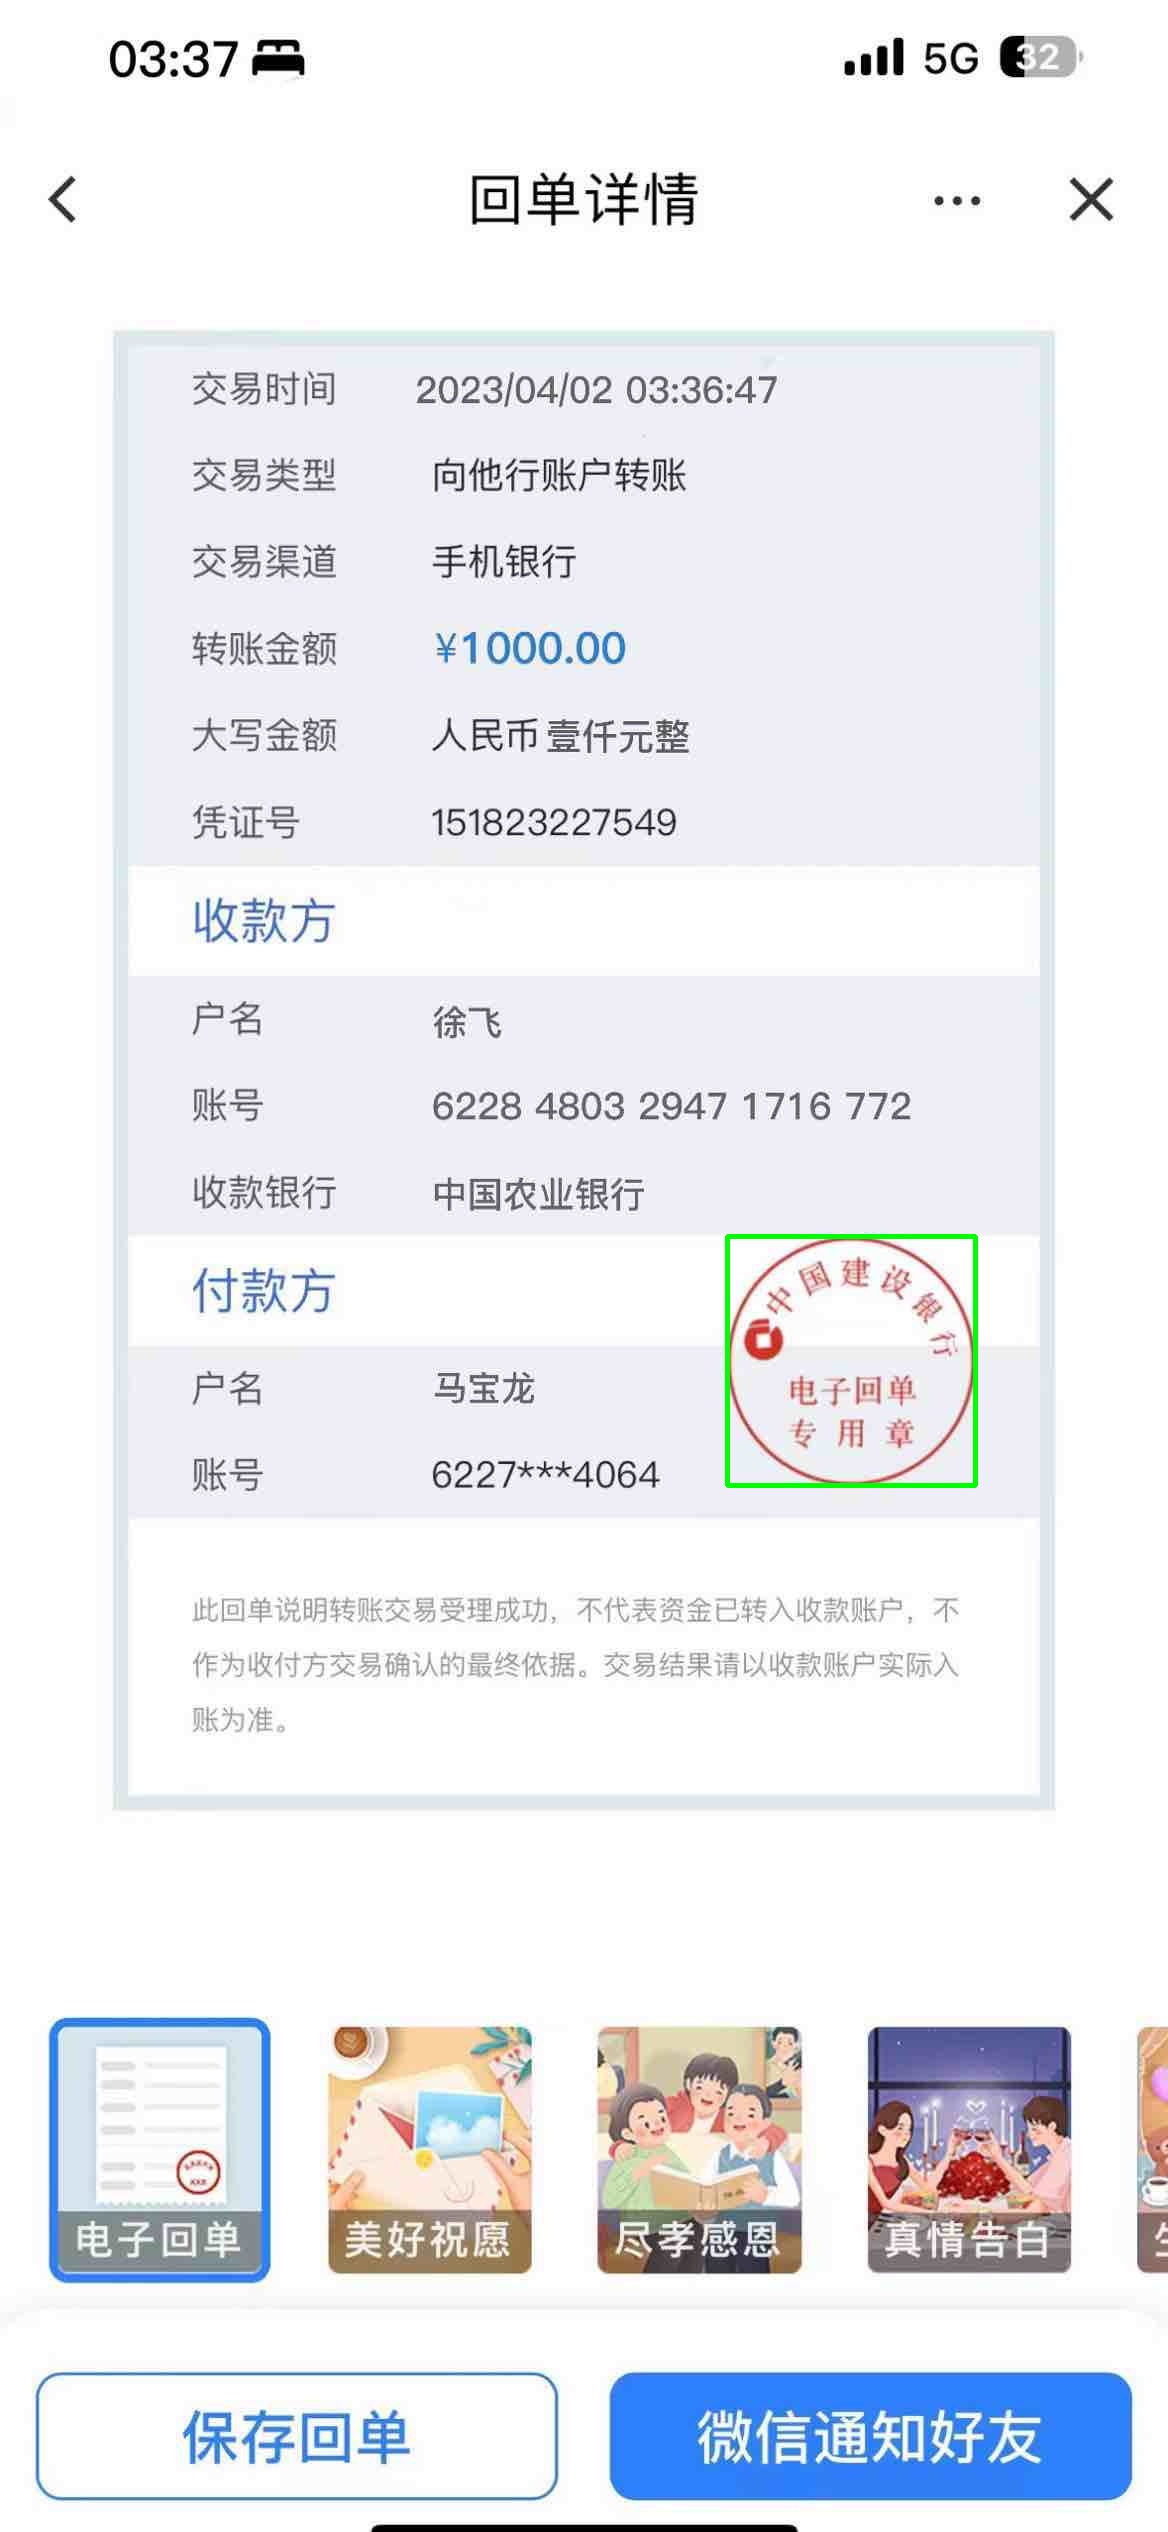 03:37 5G 32
回单详情
交易时间 2023/04/02 03:36:47
交易类型 向他行账户转账
交易渠道 手机银行
转账金额 ¥1000.00
大写金额 人民币壹仟元整
凭证号 151823227549
收款方
户名 徐飞
账号 6228 4803 2947 1716 772
收款银行 中国农业银行
付款方
中国建设银行
电子回单
专用章
户名 马宝龙
账号 6227***4064
此回单说明转账交易受理成功，不代表资金已转入收款账户，不
作为收付方交易确认的最终依据。交易结果请以收款账户实际入
账为准。
电子回单 美好祝愿 尽孝感恩 真情告白
保存回单 微信通知好友